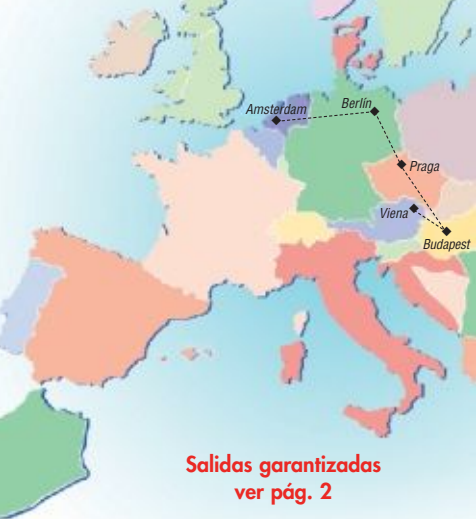 Amsterdam
Berlín
Praga
Viena
Budapest
Salidas garantizadas
ver pág. 2